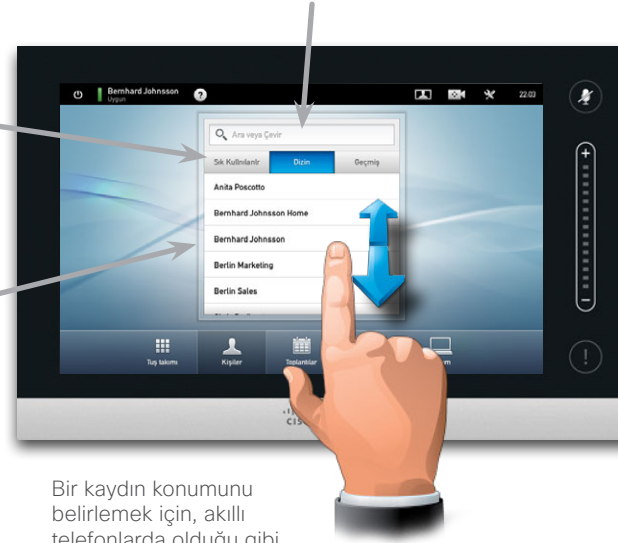 Bernhard Johnsson
Uygun
?
22:03
Ara veya Çevir
Sık Kullnılanlr
Dizin
Geçmiş
Anita Poscotto
Bernhard Johnsson Home
Bernhard Johnsson
Berlin Marketing
Berlin Sales
Tuş takımı
Kişiler
Toplantılar
Bir kaydın konumunu
belirlemek için, akıllı
telefonlarda olduğu gibi